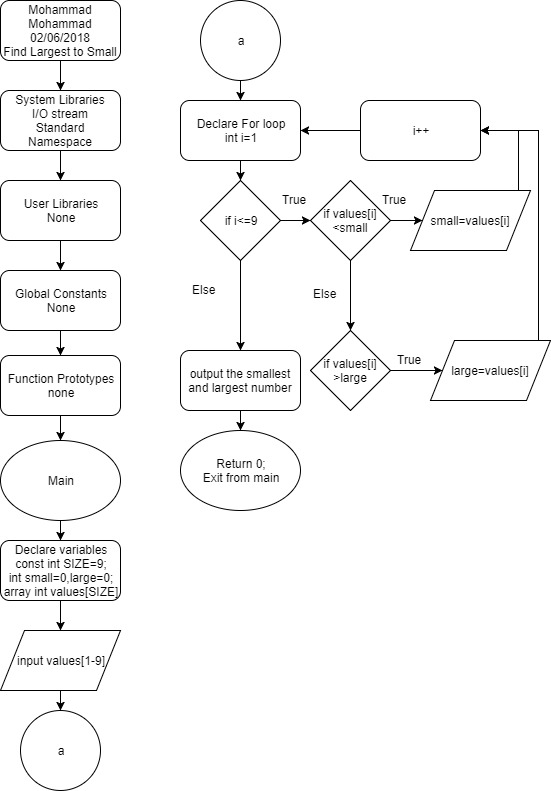 Mohammad
Mohammad
02/06/2018
Find Largest to Small
System Libraries
I/O stream
Standard
Namespace
User Libraries
None
Global Constants
None
Function Prototypes
none
Main
Declare variables
const int SIZE=9;
int small=0,large=0;
array int values[SIZE]
input values[1-9]
a
a
Declare For loop
int i=1
i++
if i<=9
True
if values[i]
<small
True
small=values[i]
Else
Else
output the smallest
and largest number
if values[i]
>large
True
large=values[i]
Return 0;
Exit from main